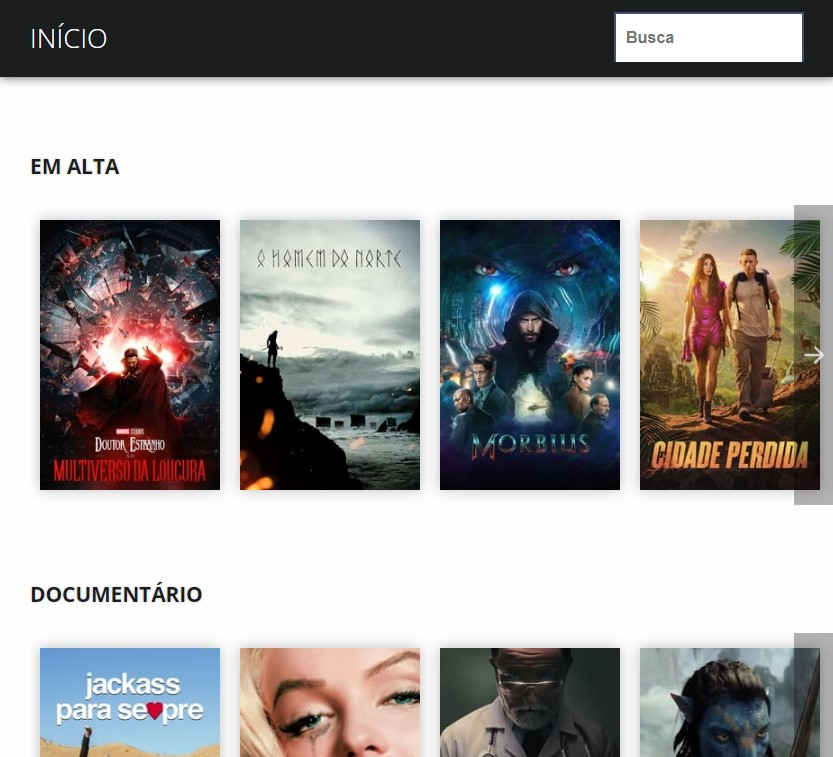 INÍCIO
Busca
EM ALTA
O HOMEM DO NORTE
MARVEL STUDIOS
DOUTOR ESTRANHO
MULTIVERSO DA LOUCURA
MORBIUS
CIDADE PERDIDA
DOCUMENTÁRIO
jackass
para sempre